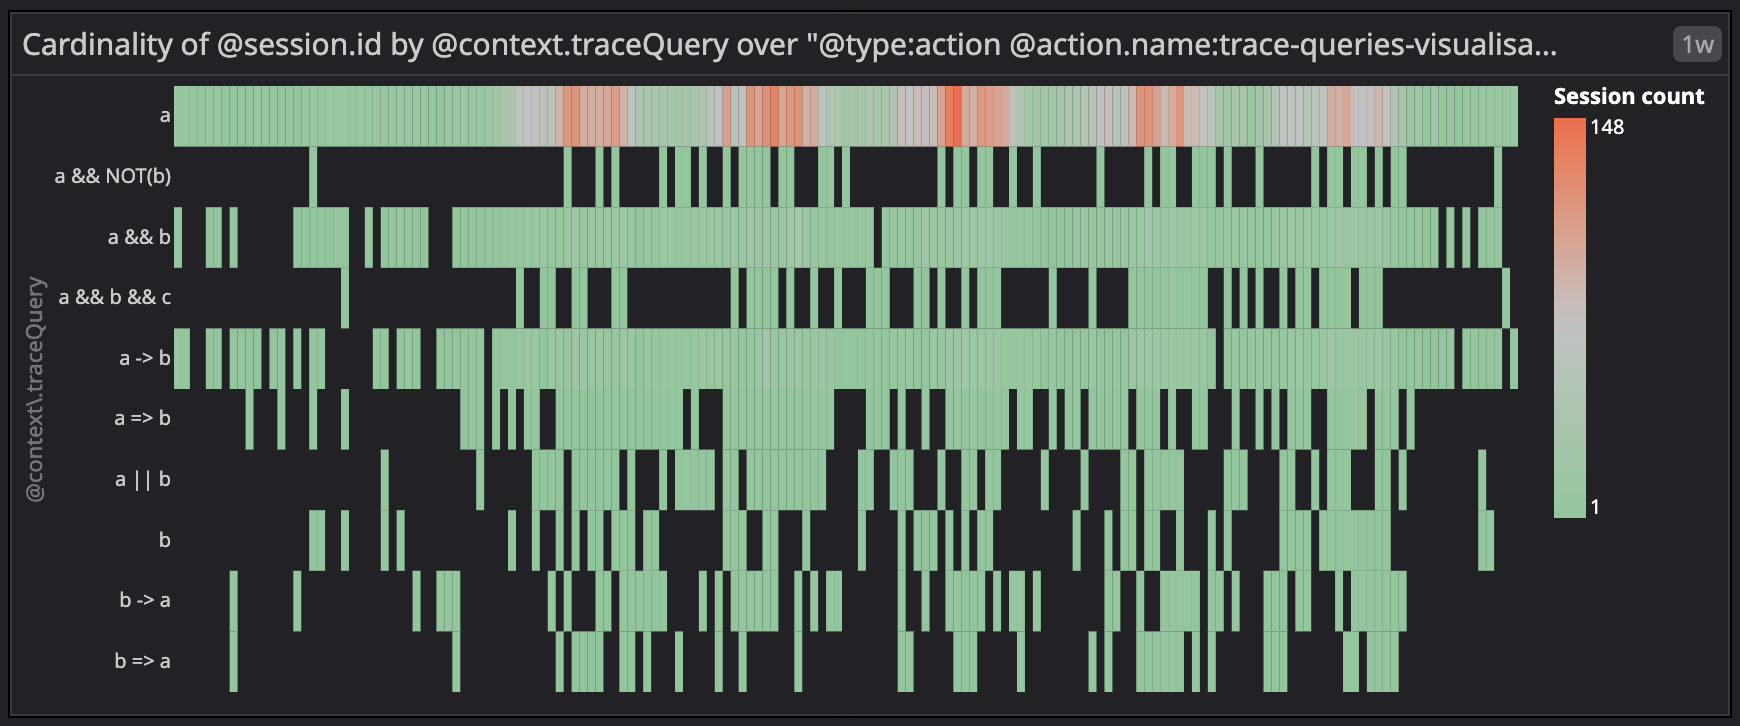 Cardinality of @session.id by @context.traceQuery over "@type:action @action.name:trace-queries-visualisa...
1w
@context\.traceQuery
a
a && NOT(b)
a && b
a && b && c
a -> b
a => b
a || b
b
b -> a
b => a
Session count
148
1